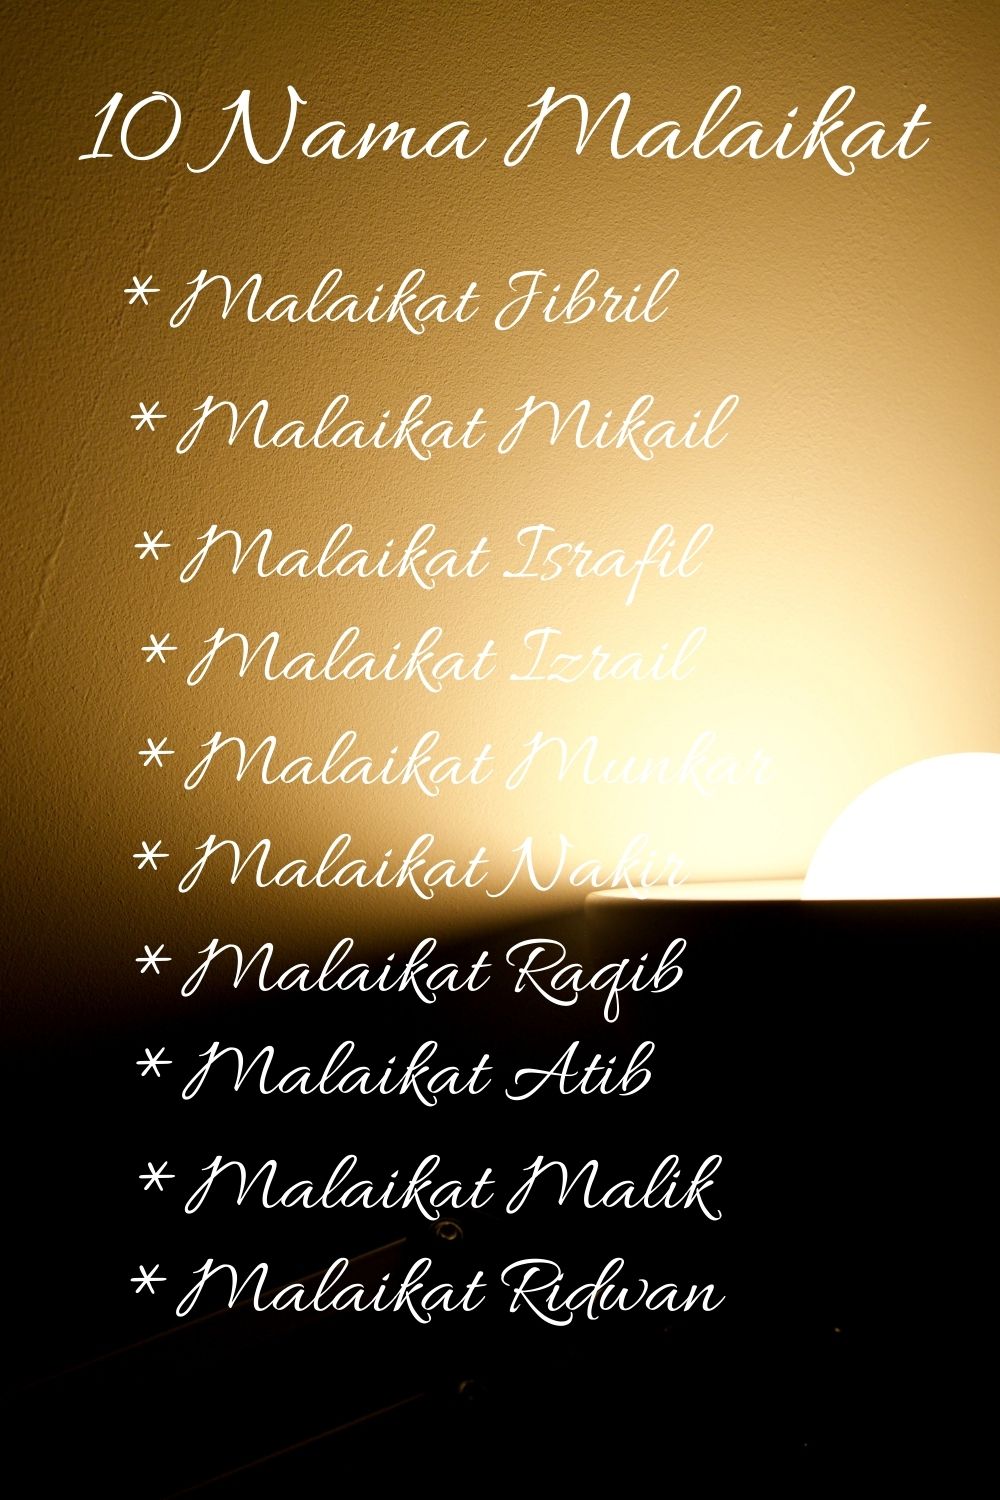 10 Nama Malaikat
* Malaikat Jibril
* Malaikat Mikail
* Malaikat Israfil
* Malaikat Izrail
* Malaikat Munkar
* Malaikat Nakir
* Malaikat Raqib
* Malaikat Atib
* Malaikat Malik
* Malaikat Ridwan